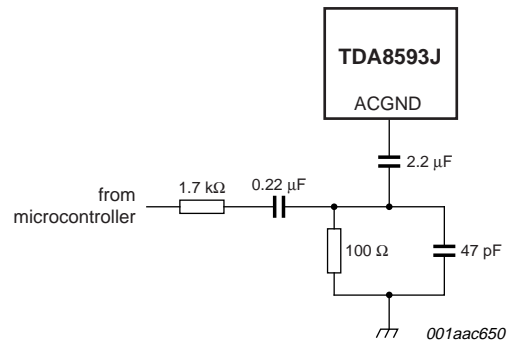 TDA8593J
ACGND
2.2 μF
from
microcontroller
1.7 kΩ
0.22 μF
100 Ω
47 pF
001aac650